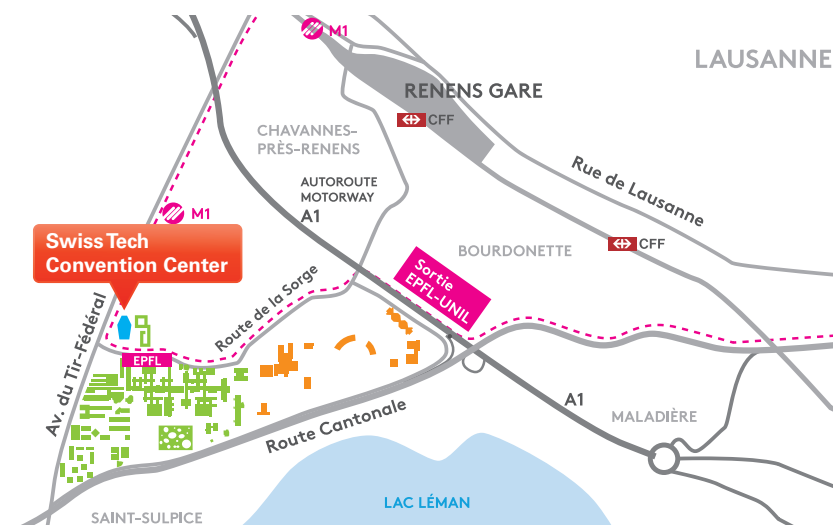 M1
LAUSANNE
RENENS GARE
CFF
CHAVANNES-
PRÈS-RENENS
Rue de Lausanne
AUTOROUTE
MOTORWAY
A1
M1
Swiss Tech
Convention Center
CFF
BOURDONETTE
Sortie
EPFL-UNIL
Route de la Sorge
Av. du Tir-Fédéral
EPFL
A1
MALADIÈRE
Route Cantonale
LAC LÉMAN
SAINT-SULPICE